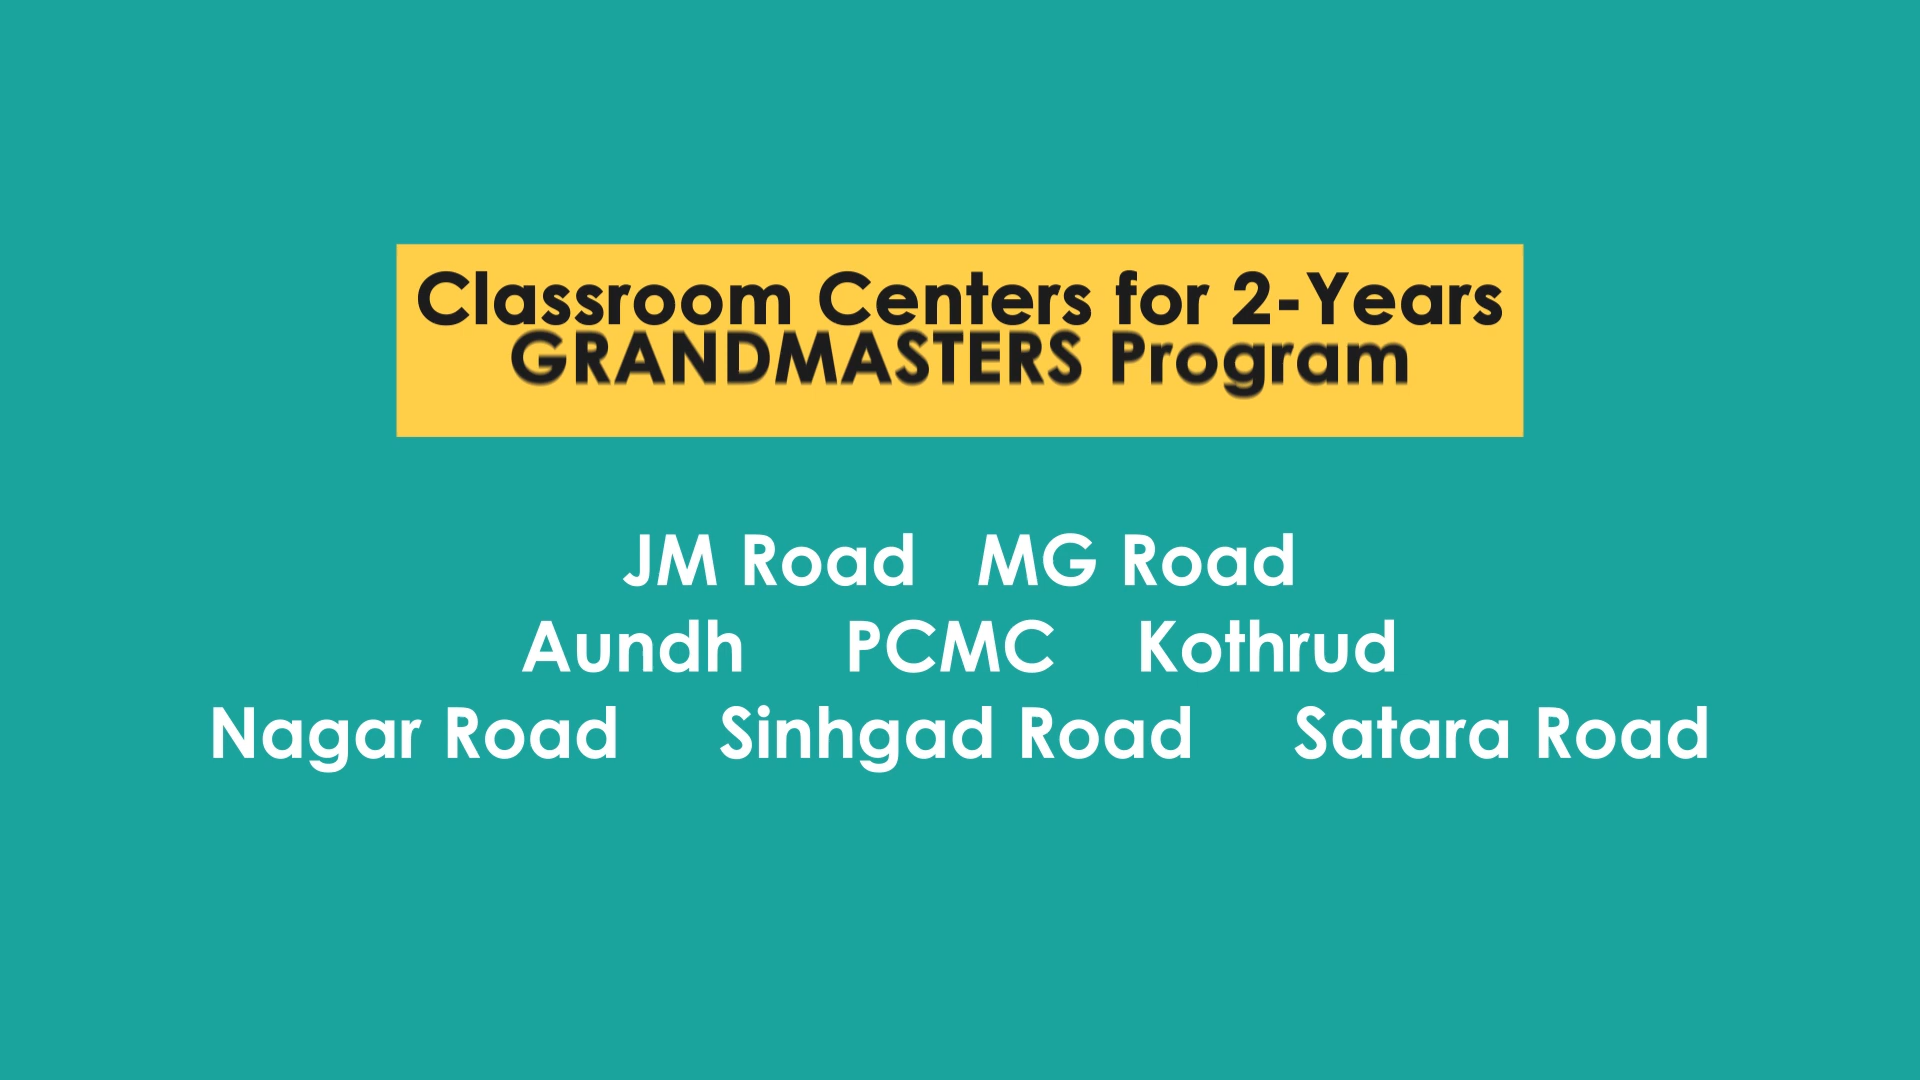 Classroom Centers for 2-Years
GRANDMASTERS Program
JM Road MG Road
Aundh PCMC Kothrud
Nagar Road Sinhgad Road Satara Road